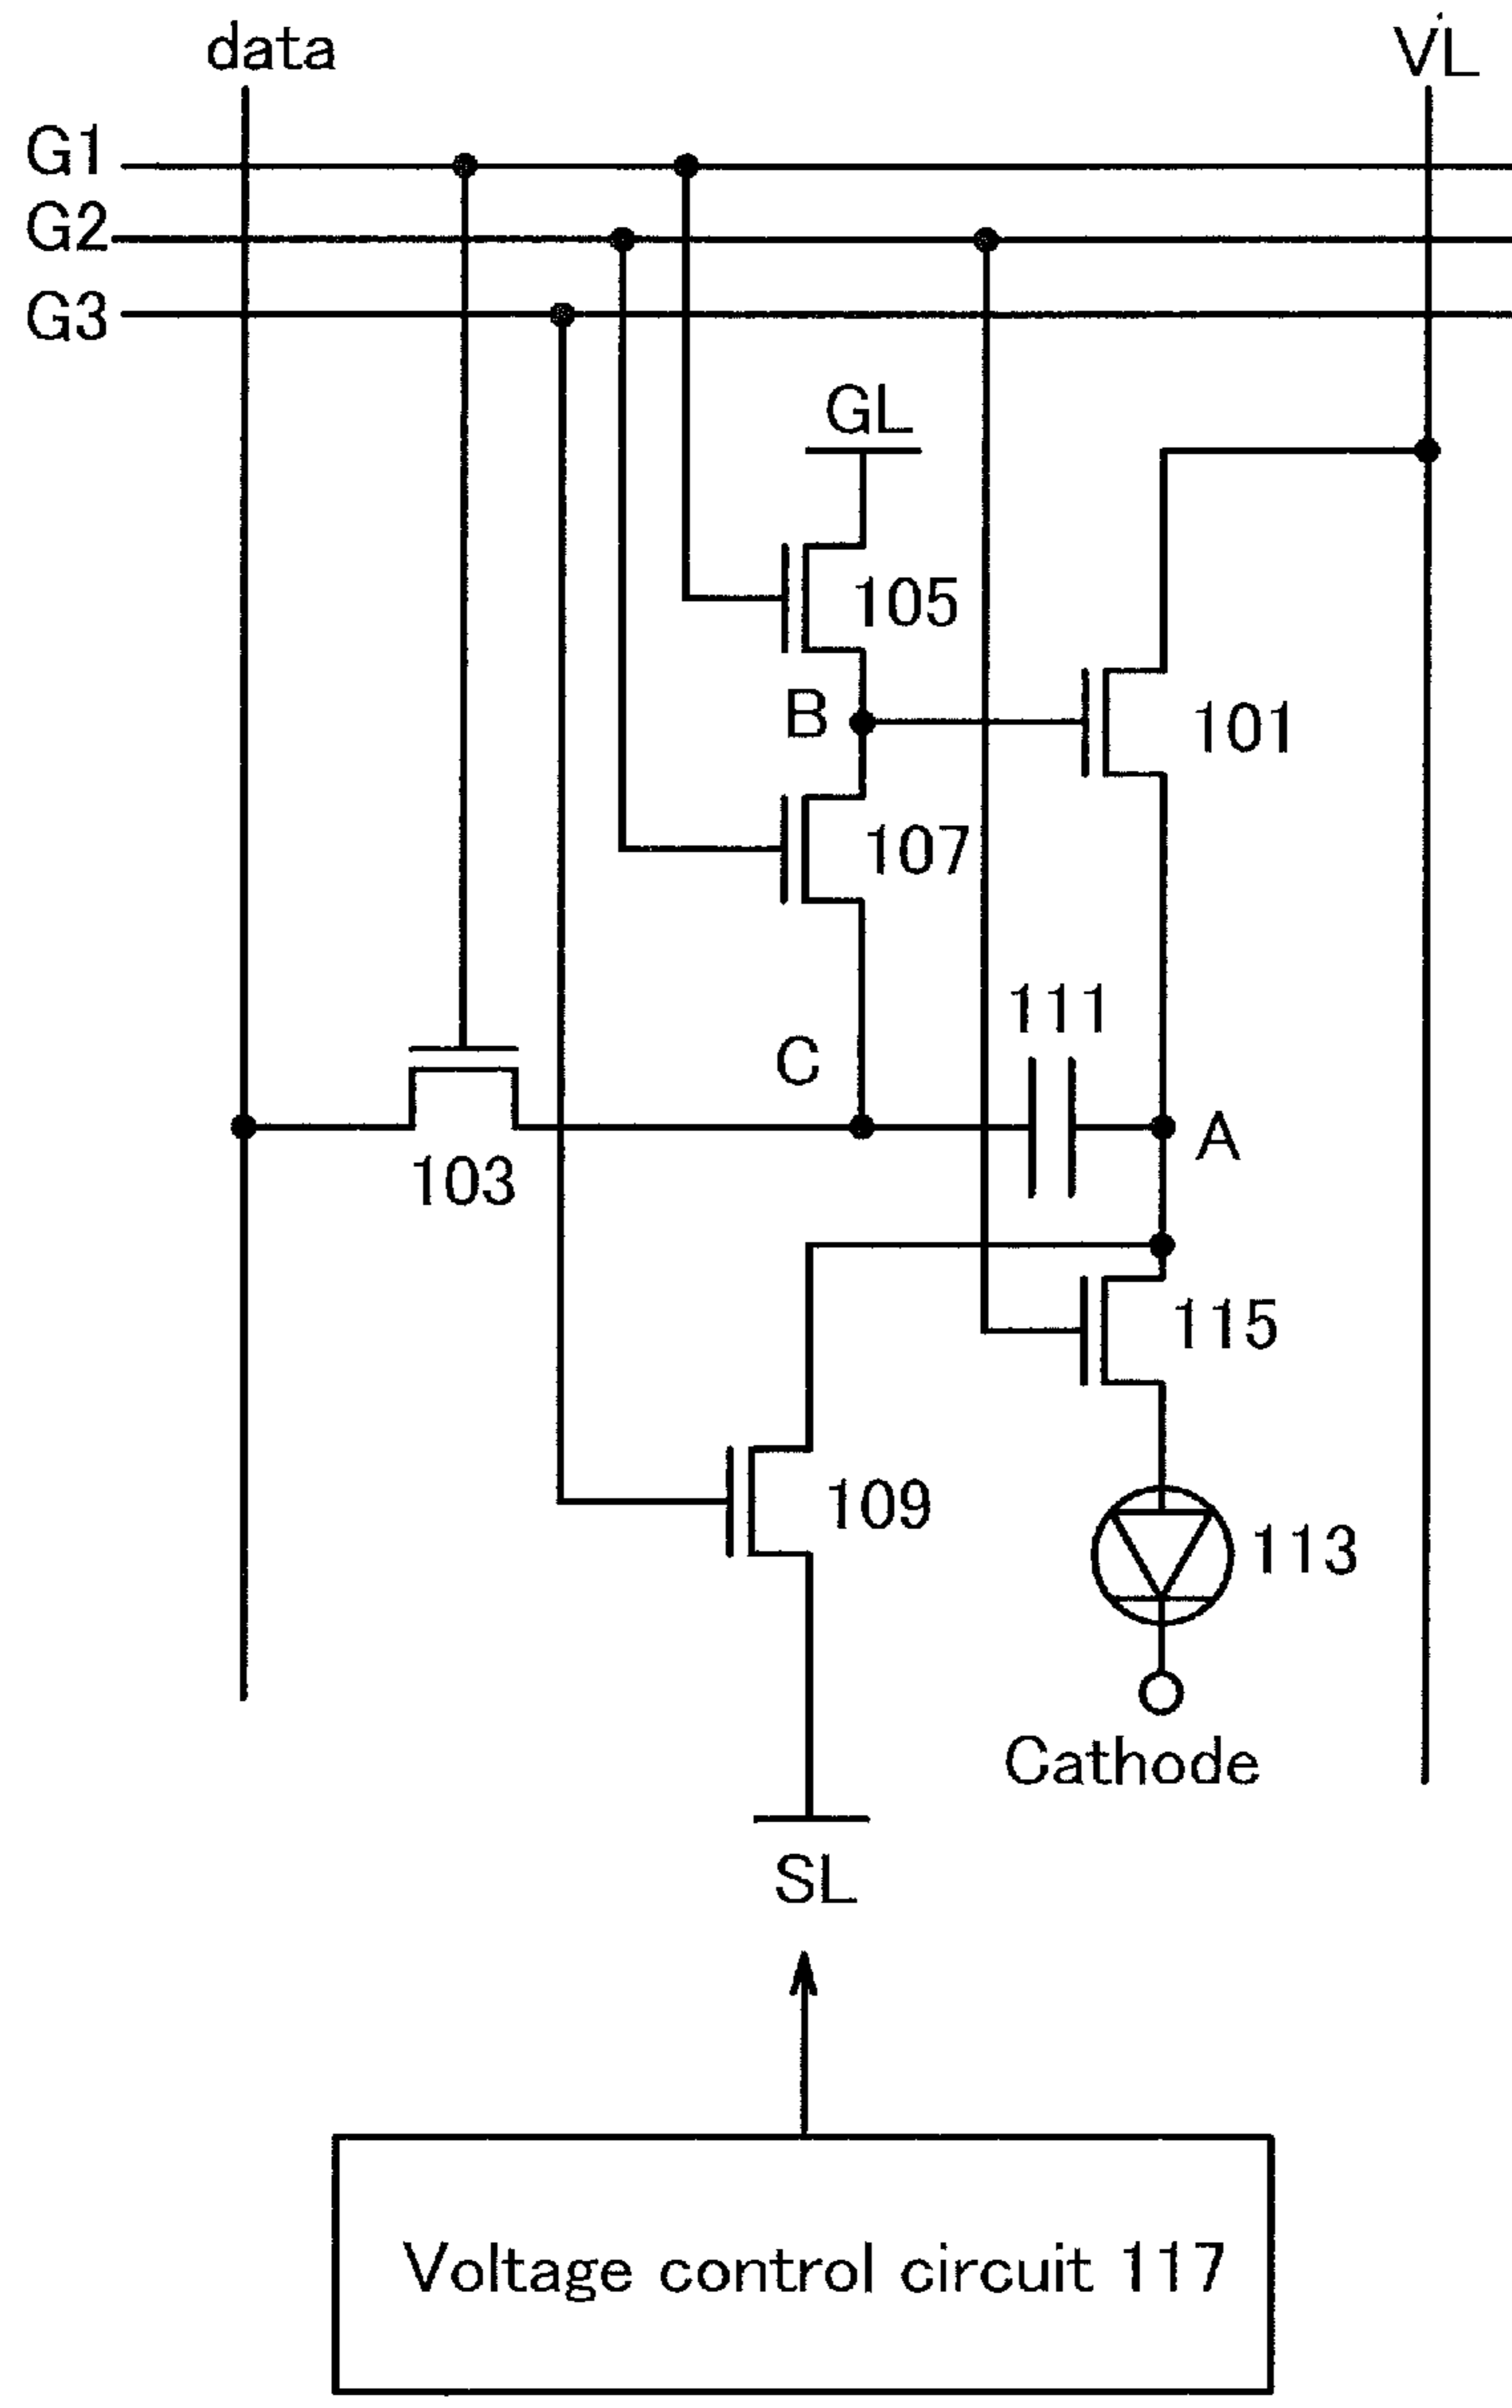 data
VL
G1
G2
G3
GL
105
B
101
107
111
C
A
103
115
109
113
Cathode
SL
Voltage control circuit 117